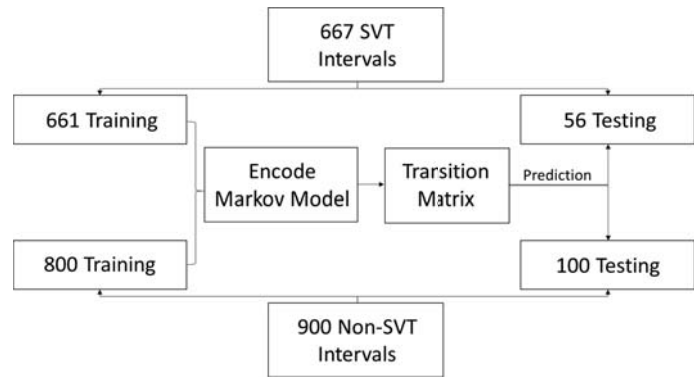 667 SVT
Intervals
661 Training
56 Testing
Encode
Markov Model
Transition
Matrix
Prediction
800 Training
100 Testing
900 Non-SVT
Intervals